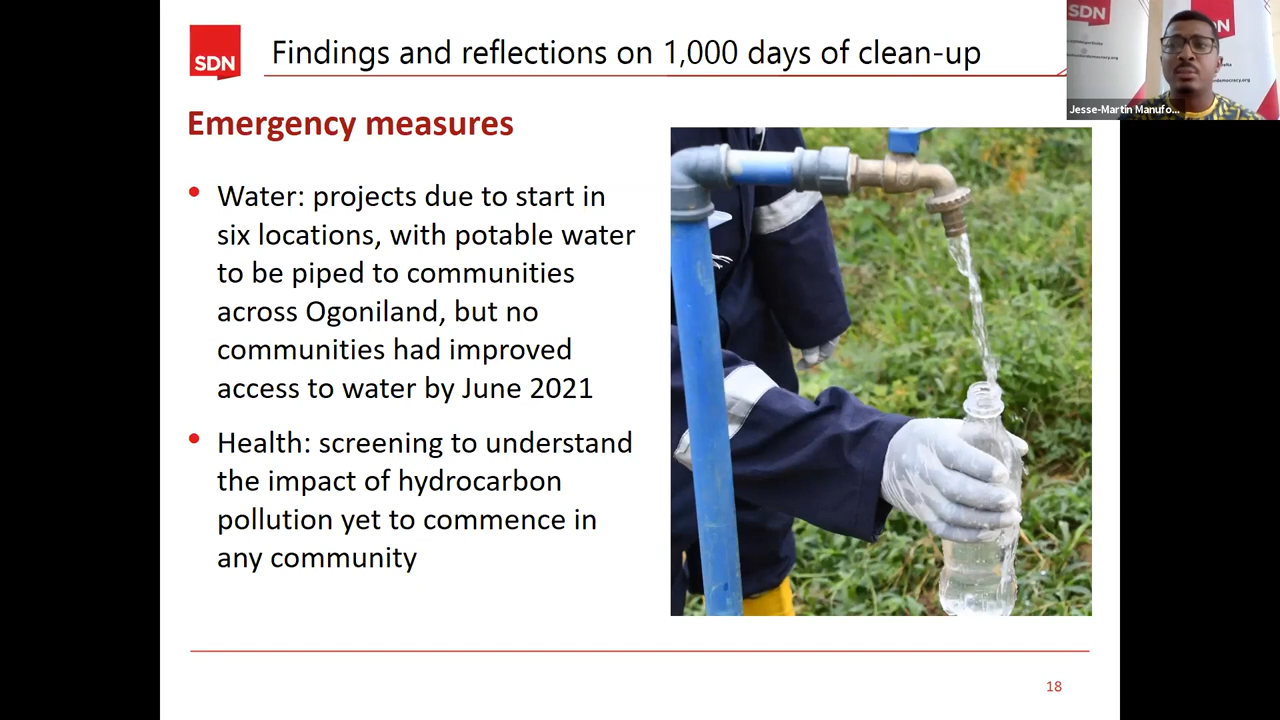 SDN
Findings and reflections on 1,000 days of clean-up
Emergency measures
• Water: projects due to start in
six locations, with potable water
to be piped to communities
across Ogoniland, but no
communities had improved
access to water by June 2021
• Health: screening to understand
the impact of hydrocarbon
pollution yet to commence in
any community
18
SDN
Jesse-Martin Manufo...